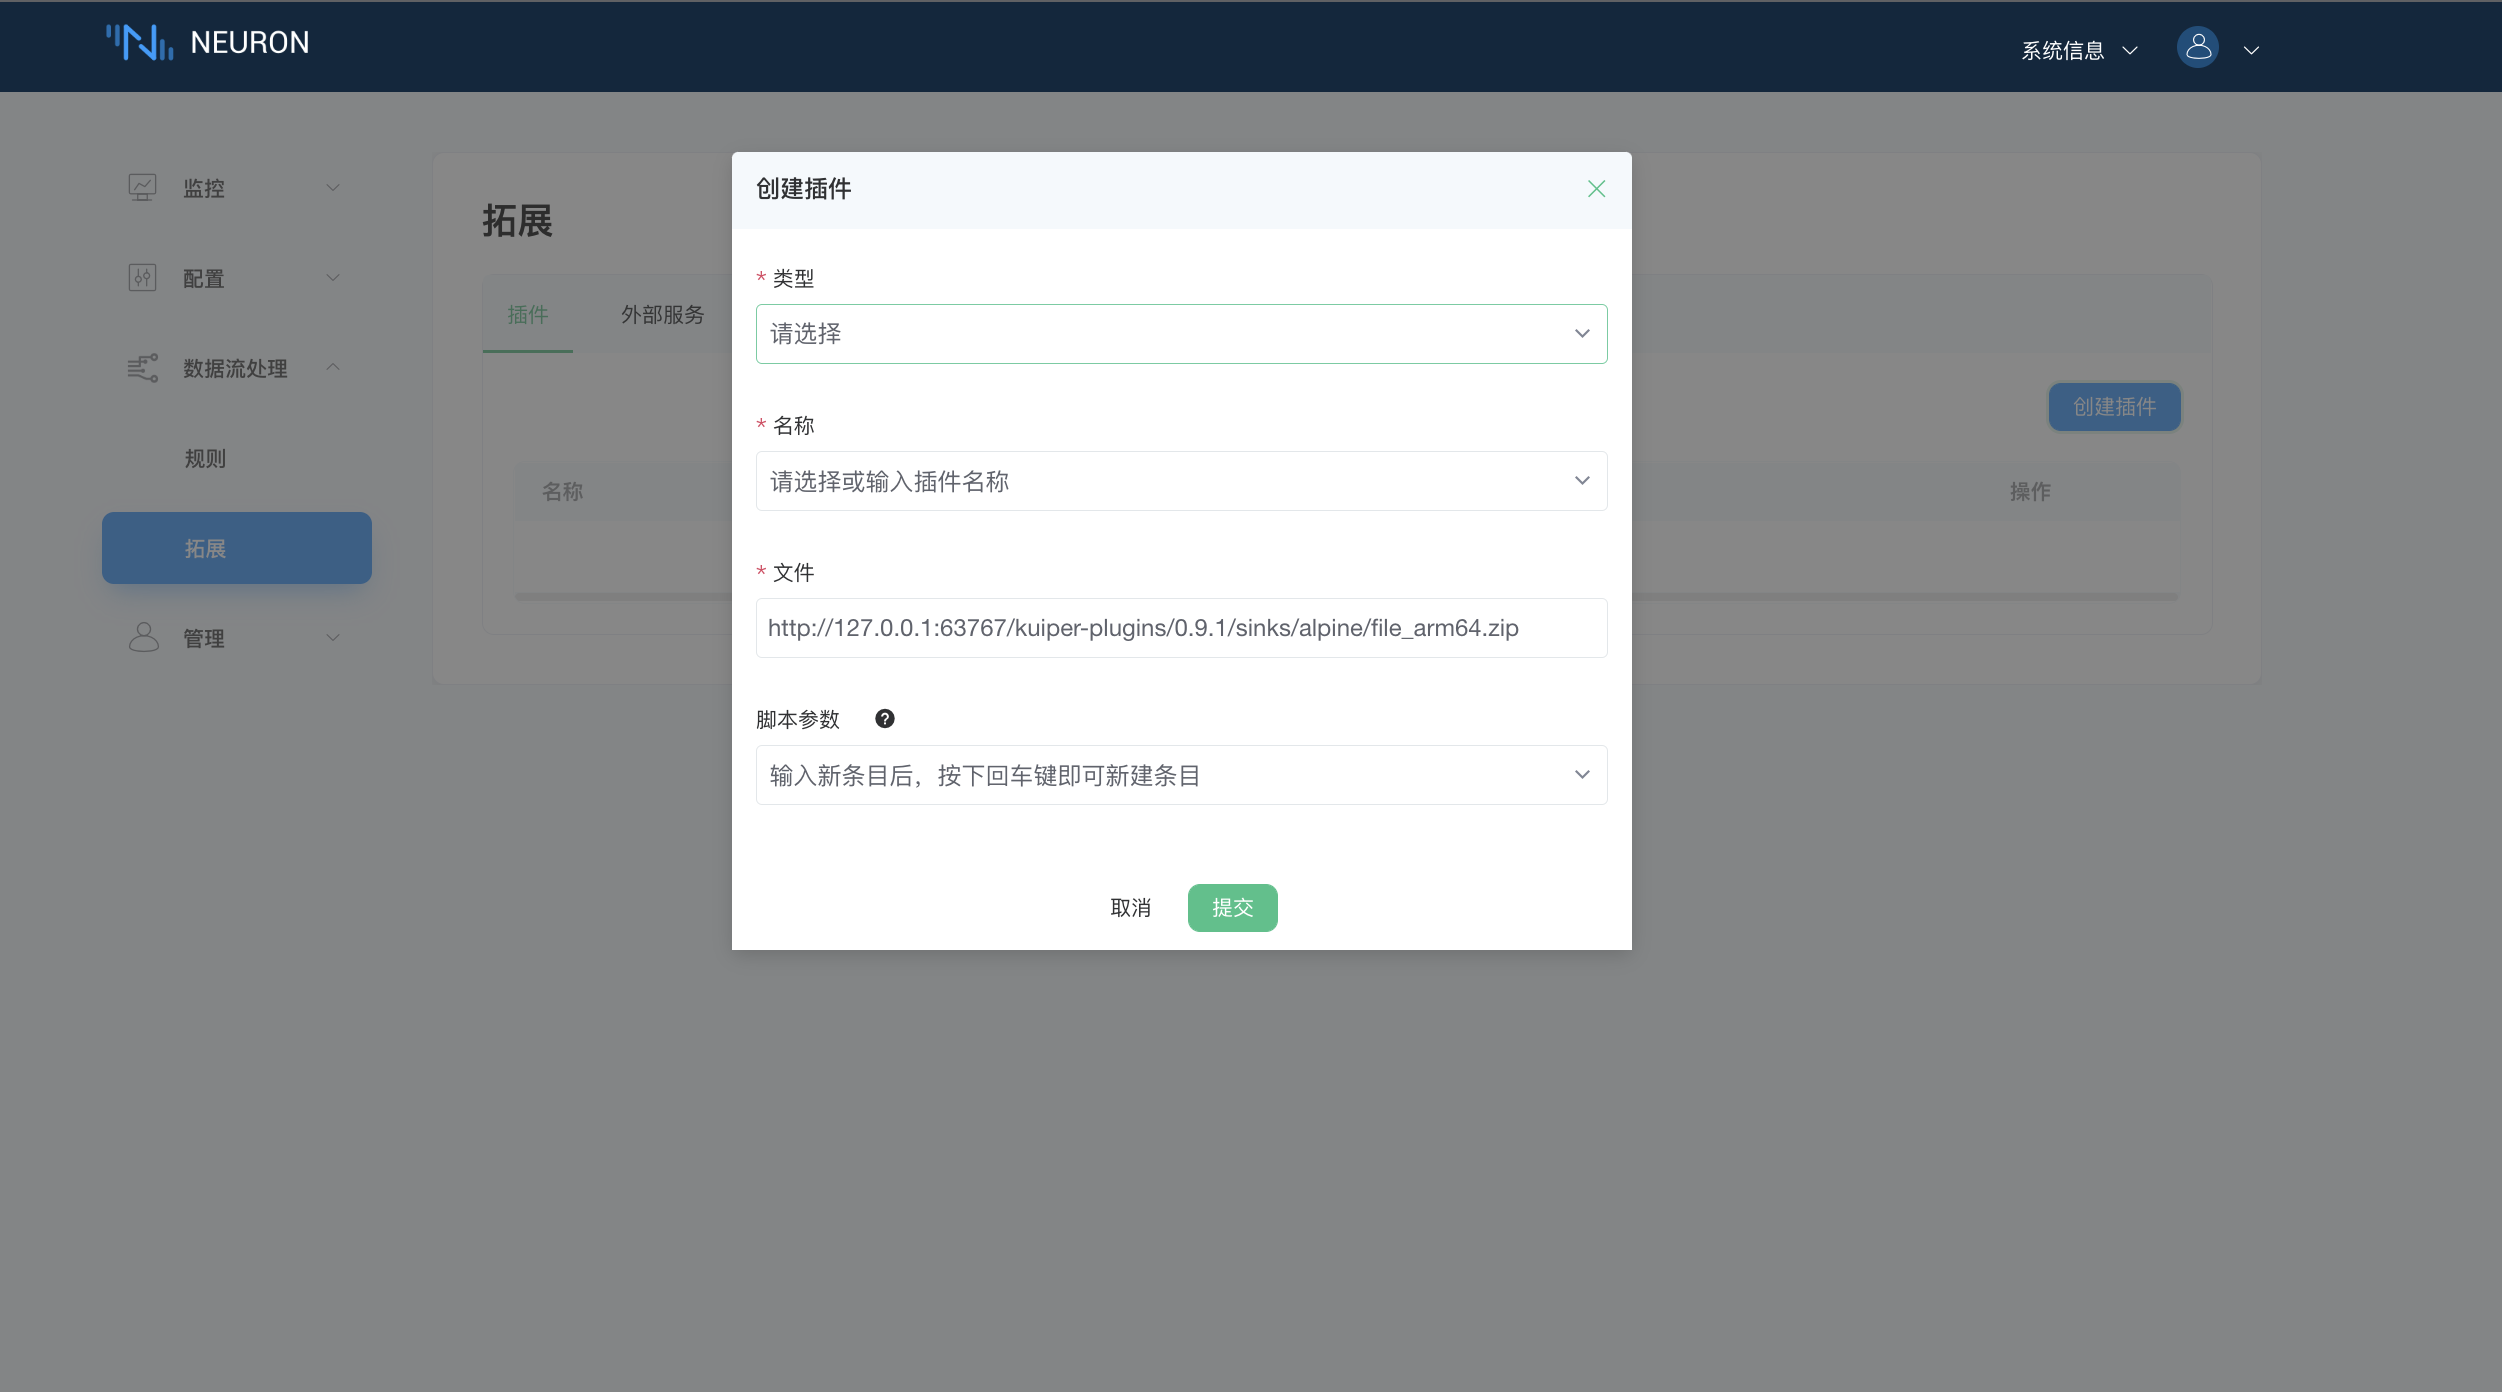 NEURON
系统信息
监控
配置
数据流处理
规则
拓展
管理
拓展
插件
外部服务
创建插件
名称
操作
创建插件
* 类型
请选择
* 名称
请选择或输入插件名称
* 文件
http://127.0.0.1:63767/kuiper-plugins/0.9.1/sinks/alpine/file_arm64.zip
脚本参数 ?
输入新条目后，按下回车键即可新建条目
取消
提交